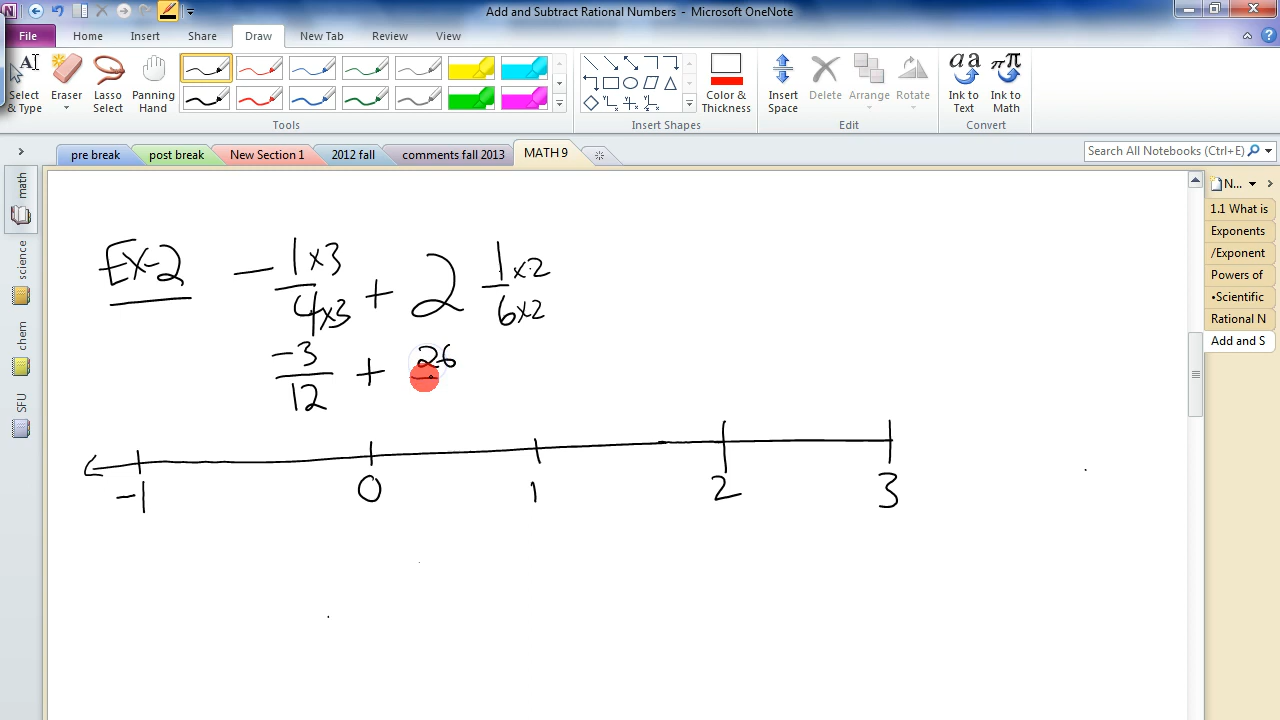 Add and Subtract Rational Numbers - Microsoft OneNote
File Home Insert Share Draw New Tab Review View
Select & Type
Eraser
Lasso Select
Panning Hand
Color & Thickness
Insert Space
Delete
Arrange
Rotate
Ink to Text
Ink to Math
Tools
Insert Shapes
Edit
Convert
pre break
post break
New Section 1
2012 fall
comments fall 2013
MATH 9
Search All Notebooks (Ctrl+E)
math
science
chem
SFU
N...
1.1 What is
Exponents
/Exponent
Powers of
•Scientific
Rational N
Add and S
EX-2
- 1x3 + 2 1x2
4x3 6x2
-3 + 26
12
-1 0 1 2 3